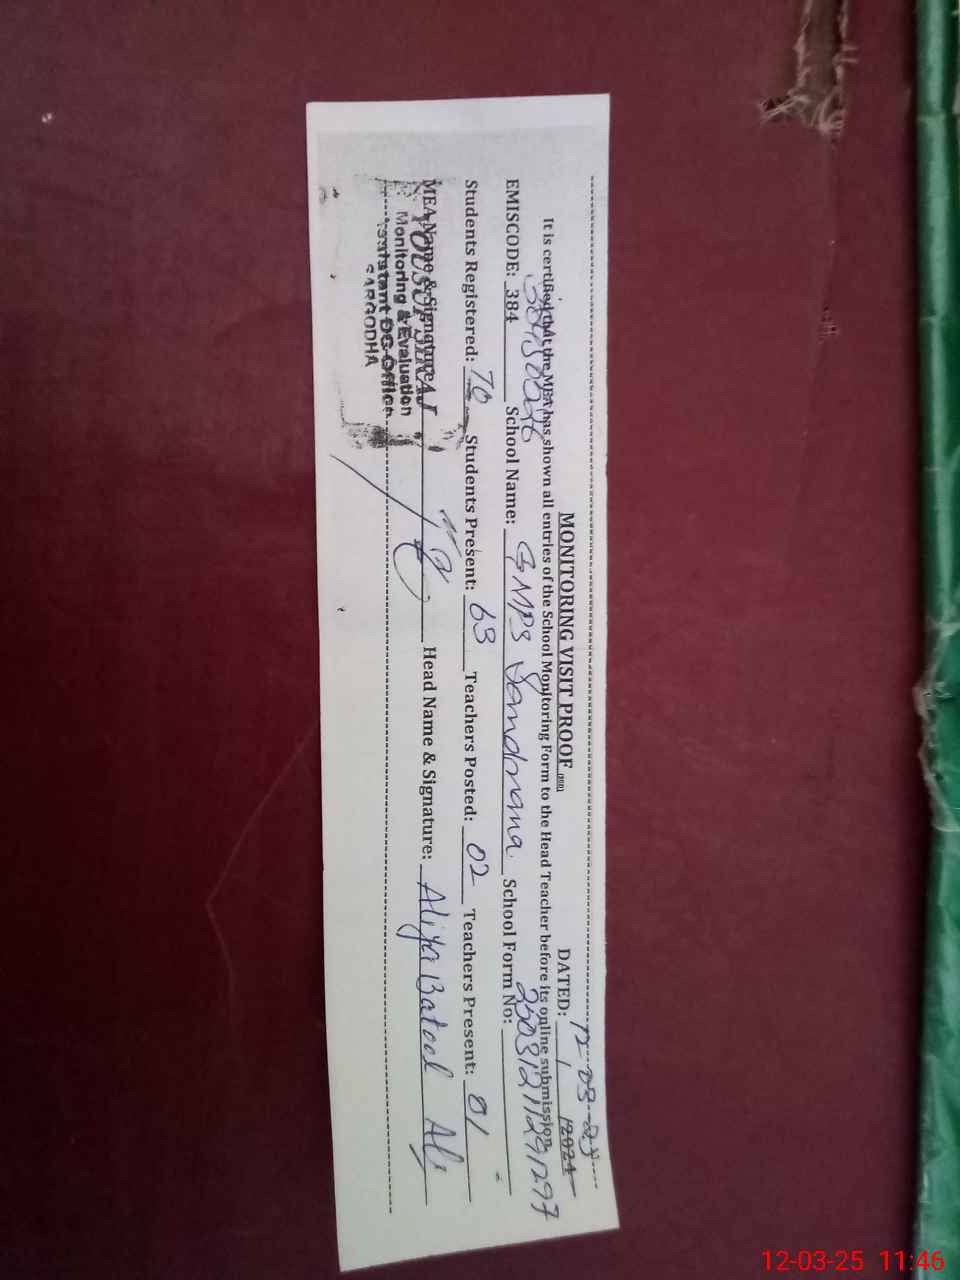 MONITORING VISIT PROOF
DATED: 12-03-25 /2024
It is certified that the MEA has shown all entries of the School Monitoring Form to the Head Teacher before its online submission
EMISCODE: 384 School Name: GMPS School Form No: 25031211291297
Students Registered: 70 Students Present: 63 Teachers Posted: 02 Teachers Present: 01
MEA Name & Signature Head Name & Signature: Aliya Batool
YOUSUF SIRAJ
Monitoring & Evaluation
Assistant DC Office
SARGODHA
12-03-25 11:46